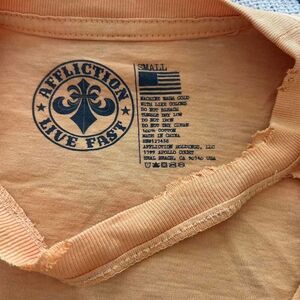 AFFLICTION
LIVE FAST
SMALL
MACHINE WASH COLD
WITH LIKE COLORS
DO NOT BLEACH
TUMBLE DRY LOW
DO NOT IRON
DO NOT DRY CLEAN
100% COTTON
MADE IN CHINA
AFFLICTION HOLDINGS, LLC
1799 APOLLO COURT
SEAL BEACH, CA 90740 USA